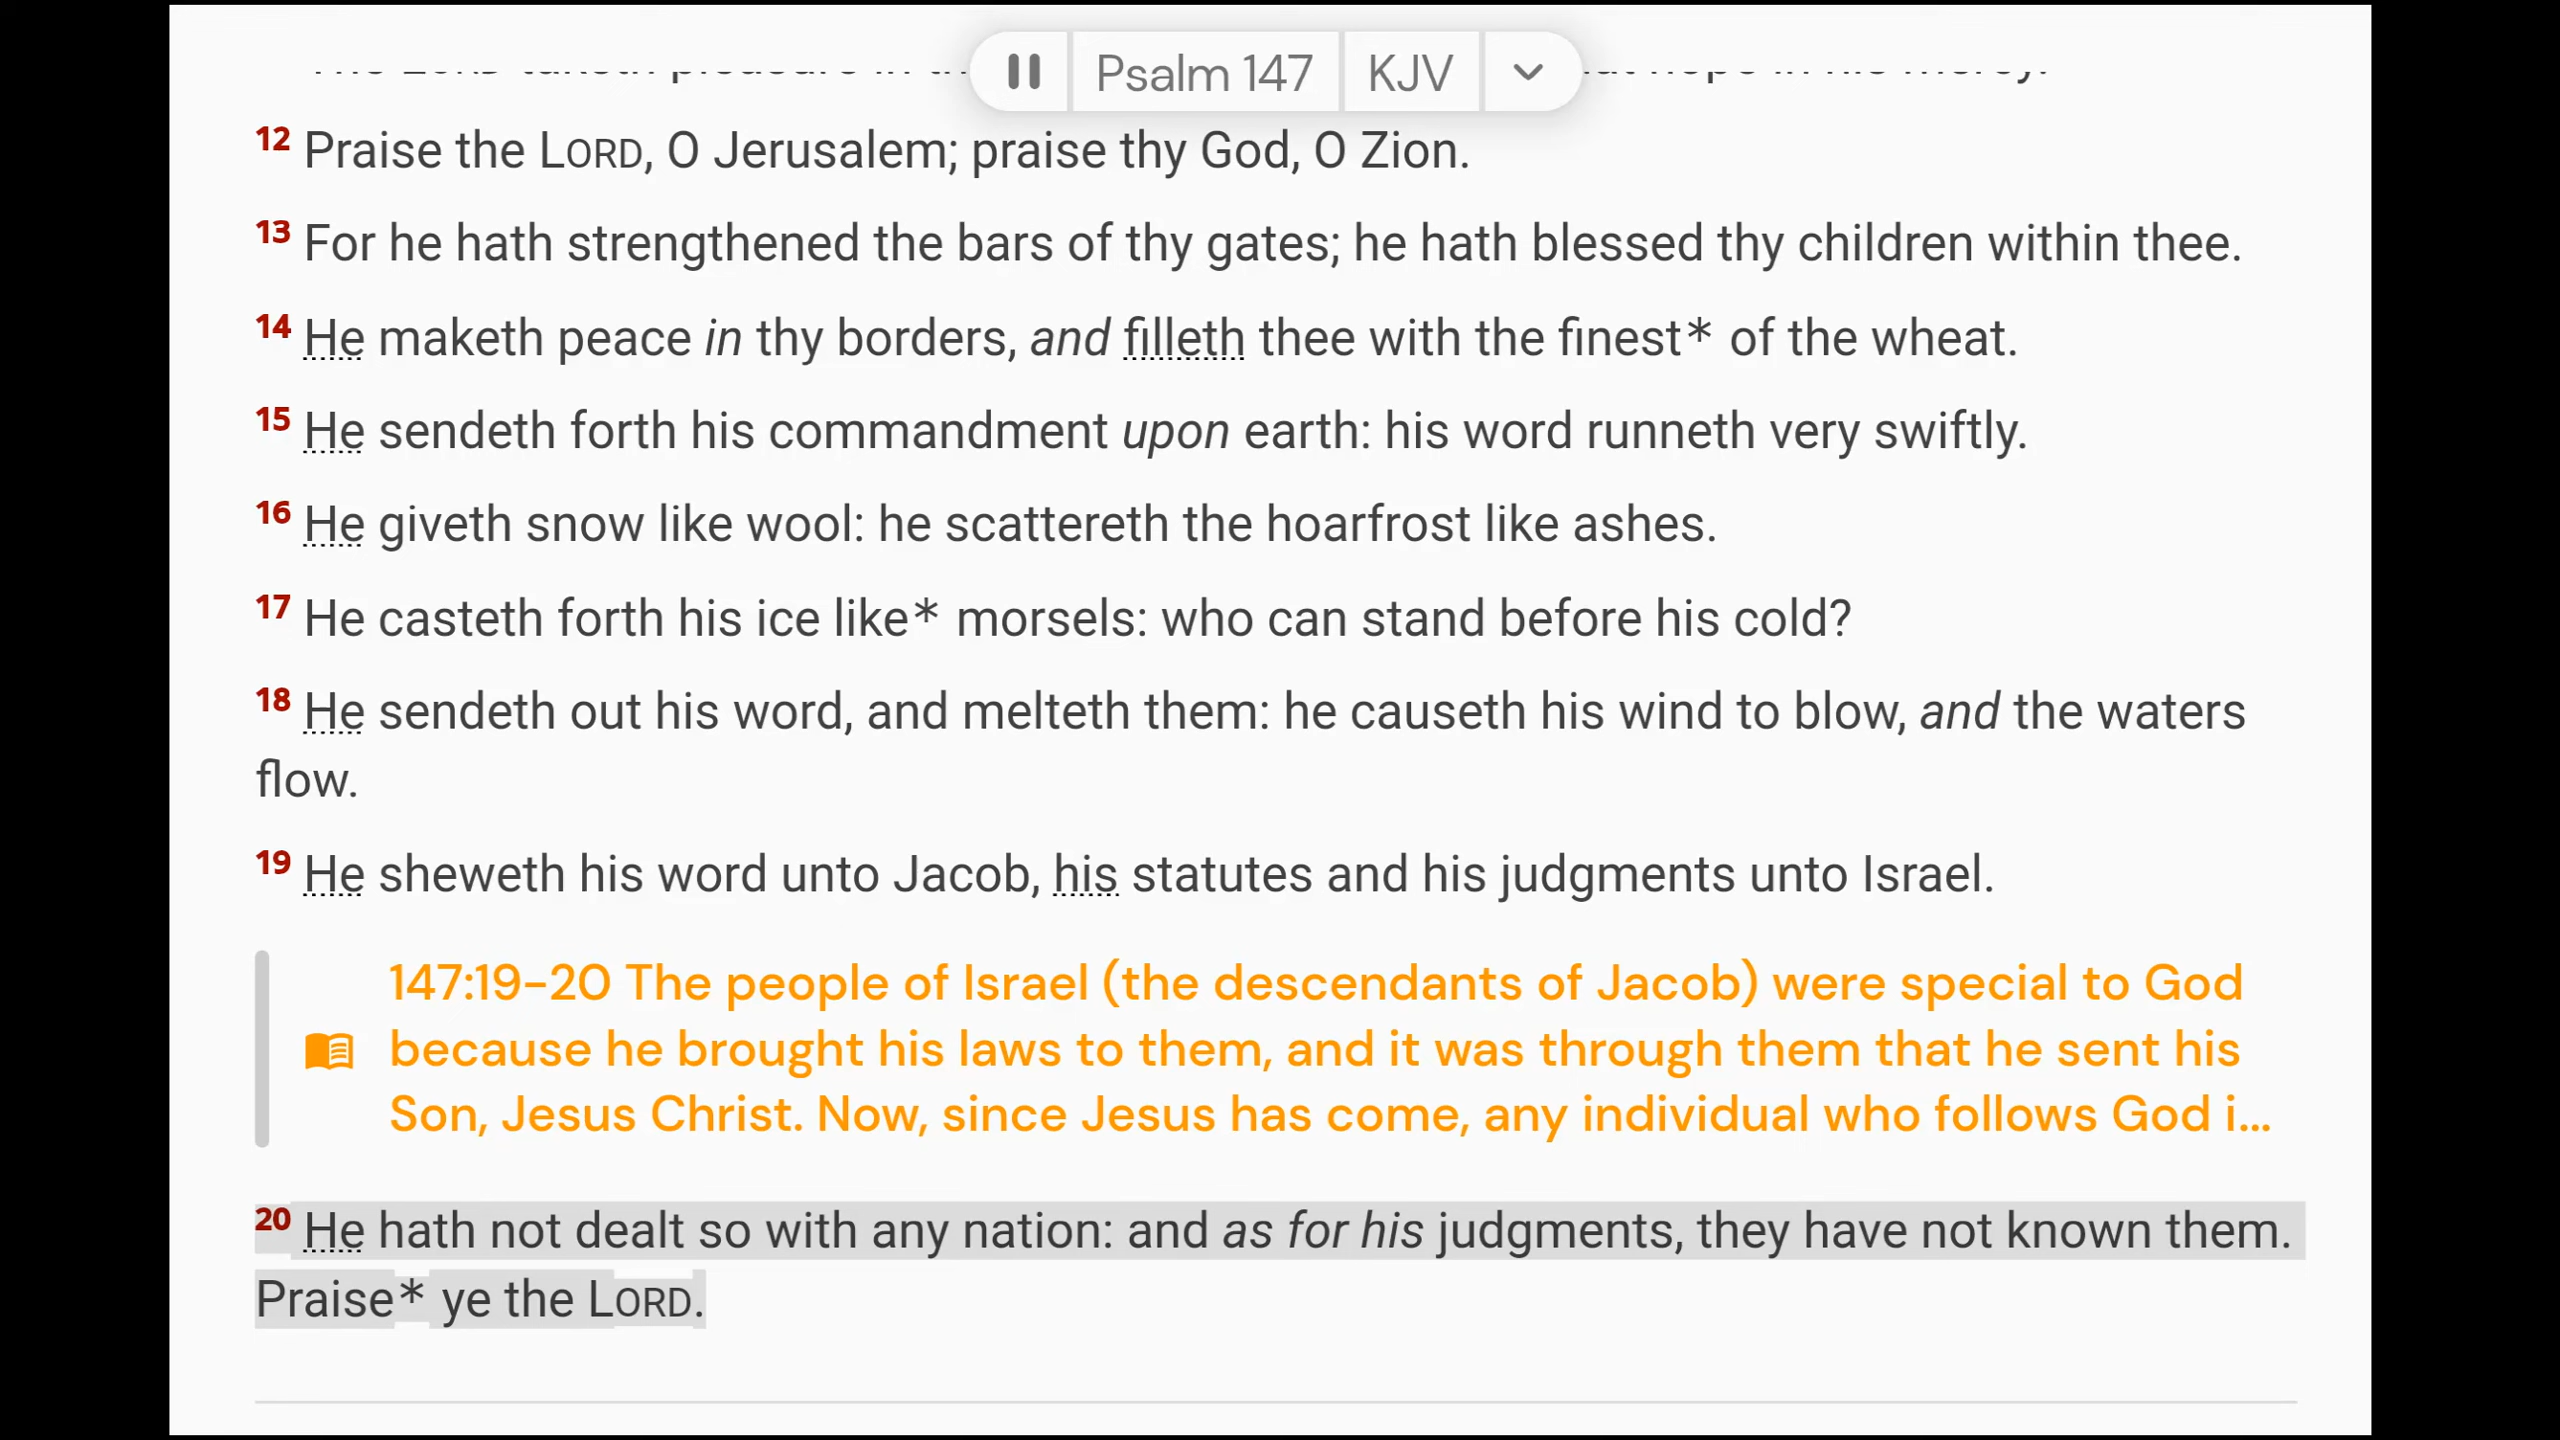 Psalm 147 KJV
12 Praise the LORD, O Jerusalem; praise thy God, O Zion.
13 For he hath strengthened the bars of thy gates; he hath blessed thy children within thee.
14 He maketh peace in thy borders, and filleth thee with the finest* of the wheat.
15 He sendeth forth his commandment upon earth: his word runneth very swiftly.
16 He giveth snow like wool: he scattereth the hoarfrost like ashes.
17 He casteth forth his ice like* morsels: who can stand before his cold?
18 He sendeth out his word, and melteth them: he causeth his wind to blow, and the waters
flow.
19 He sheweth his word unto Jacob, his statutes and his judgments unto Israel.
147:19-20 The people of Israel (the descendants of Jacob) were special to God
because he brought his laws to them, and it was through them that he sent his
Son, Jesus Christ. Now, since Jesus has come, any individual who follows God i...
20 He hath not dealt so with any nation: and as for his judgments, they have not known them.
Praise* ye the LORD.